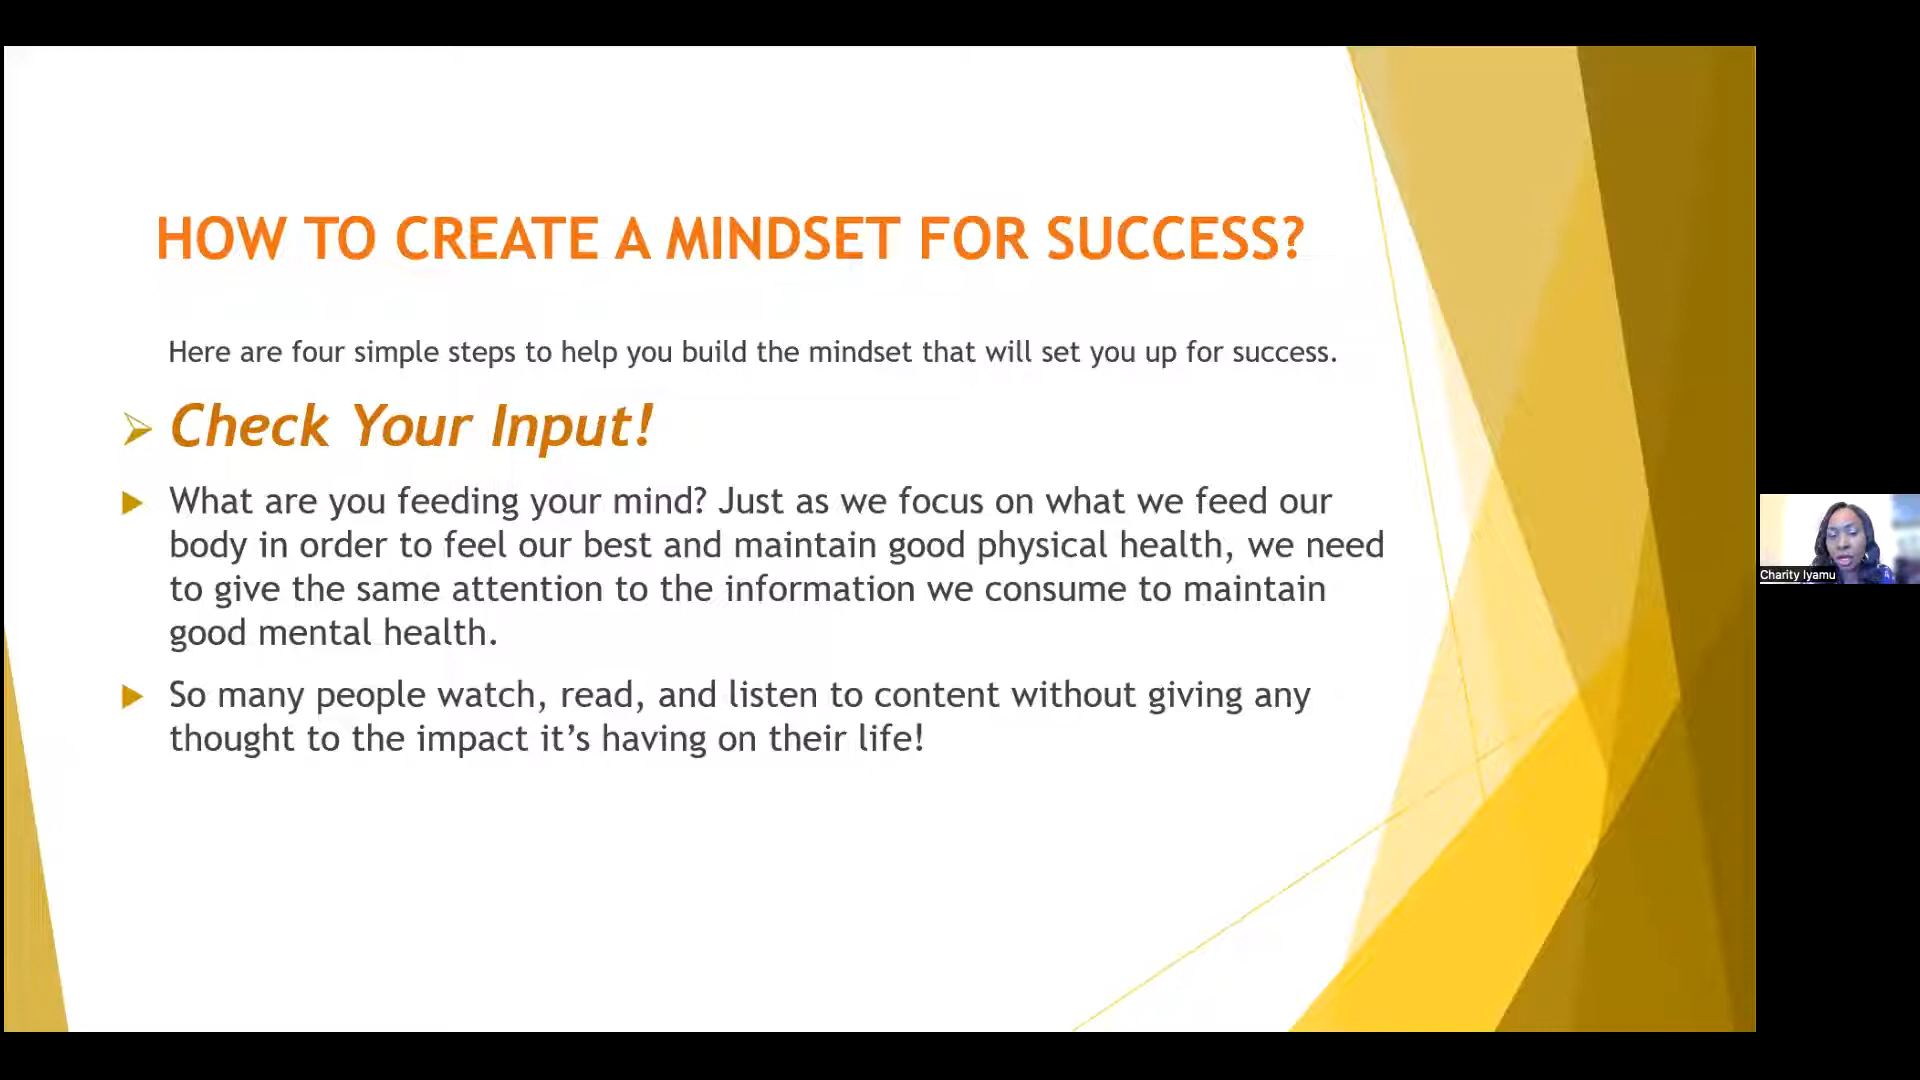 HOW TO CREATE A MINDSET FOR SUCCESS?
Here are four simple steps to help you build the mindset that will set you up for success.
Check Your Input!
What are you feeding your mind? Just as we focus on what we feed our
body in order to feel our best and maintain good physical health, we need
to give the same attention to the information we consume to maintain
good mental health.
So many people watch, read, and listen to content without giving any
thought to the impact it’s having on their life!
Charity Iyamu